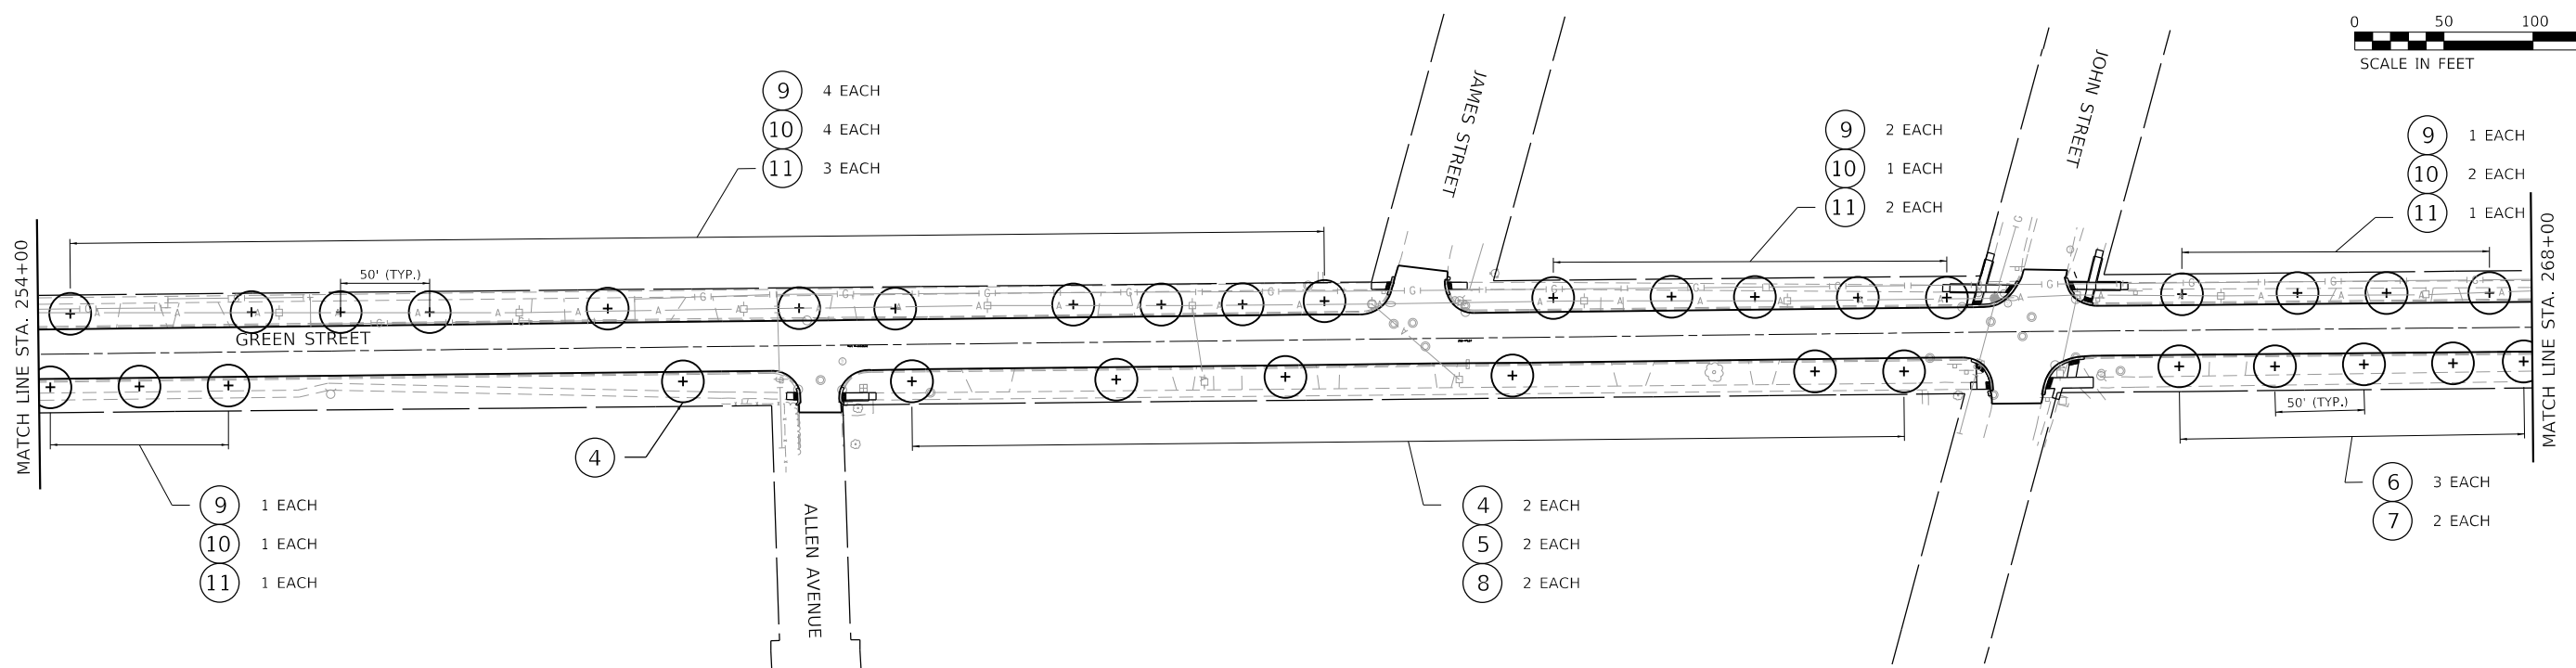 0 50 100
SCALE IN FEET
9 4 EACH
10 4 EACH
11 3 EACH
JAMES STREET
9 2 EACH
10 1 EACH
11 2 EACH
JOHN STREET
9 1 EACH
10 2 EACH
11 1 EACH
MATCH LINE STA. 254+00
50' (TYP.)
GREEN STREET
MATCH LINE STA. 268+00
50' (TYP.)
4
9 1 EACH
10 1 EACH
11 1 EACH
ALLEN AVENUE
4 2 EACH
5 2 EACH
8 2 EACH
6 3 EACH
7 2 EACH